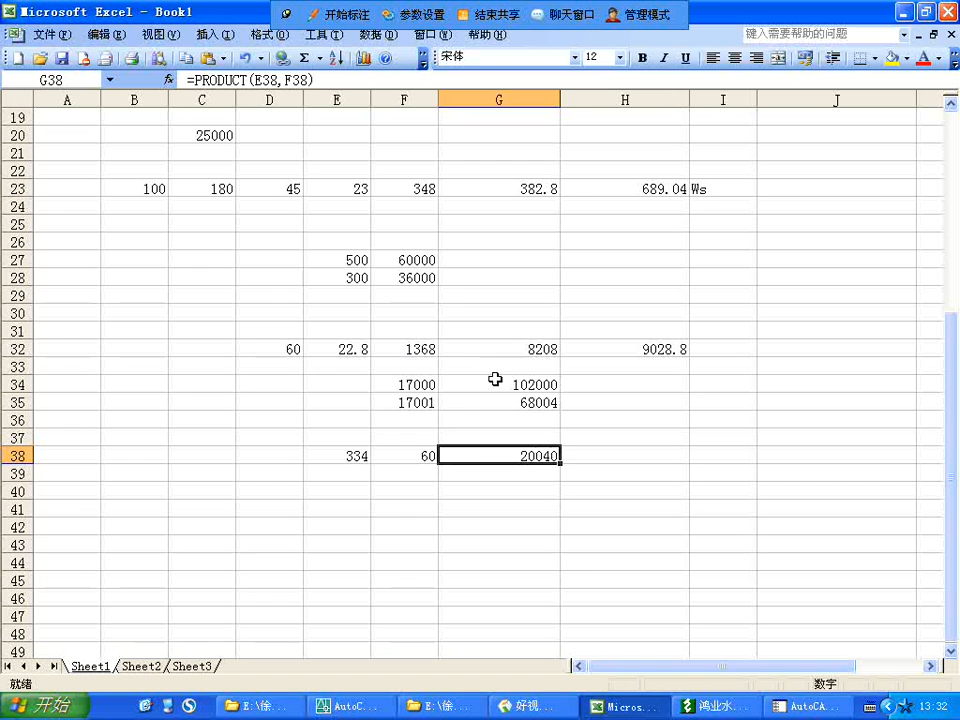 Microsoft Excel - Book1
开始标注 参数设置 结束共享 聊天窗口 管理模式
文件(F) 编辑(E) 视图(V) 插入(I) 格式(O) 工具(T) 数据(D) 窗口(W) 帮助(H) 键入需要帮助的问题
宋体 12 B I U
G38 fx =PRODUCT(E38,F38)
A B C D E F G H I J
19
20 25000
21
22
23 100 180 45 23 348 382.8 689.04 Ws
24
25
26
27 500 60000
28 300 36000
29
30
31
32 60 22.8 1368 8208 9028.8
33
34 17000 102000
35 17001 68004
36
37
38 334 60 20040
39
40
41
42
43
44
45
46
47
48
49
Sheet1 Sheet2 Sheet3
就绪 数字
开始 E:\徐... AutoC... E:\徐... 好视... Micros... 鸿业水... AutoCA... 13:32